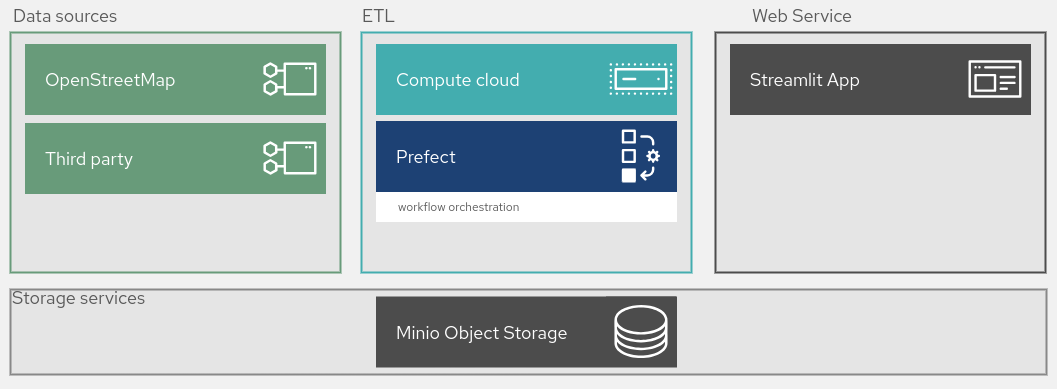 Data sources
OpenStreetMap
Third party
ETL
Compute cloud
Prefect
workflow orchestration
Web Service
Streamlit App
Storage services
Minio Object Storage